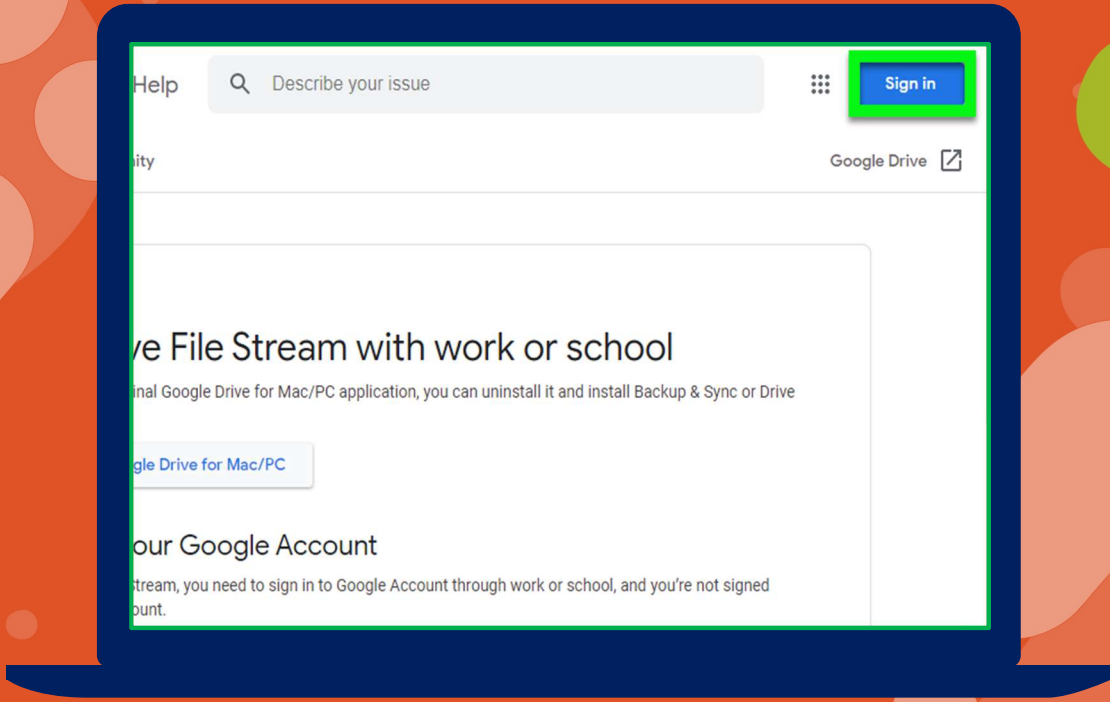 Help
Describe your issue
Sign in
ity
Google Drive
ve File Stream with work or school
inal Google Drive for Mac/PC application, you can uninstall it and install Backup & Sync or Drive
gle Drive for Mac/PC
our Google Account
Stream, you need to sign in to Google Account through work or school, and you're not signed
ount.